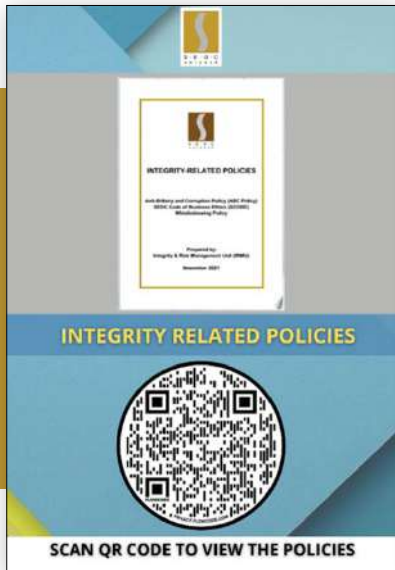 SEDC
INTEGRITY-RELATED POLICIES
Anti-Bribery and Corruption Policy (ABC Policy)
SEDC Code of Business Ethics (SCOBE)
Whistleblowing Policy
Prepared by:
Integrity & Risk Management Unit (IRMU)
November 2021
INTEGRITY RELATED POLICIES
SCAN QR CODE TO VIEW THE POLICIES